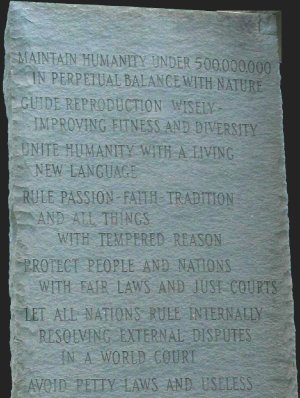 MAINTAIN HUMANITY UNDER 500,000,000
IN PERPETUAL BALANCE WITH NATURE
GUIDE REPRODUCTION WISELY-
IMPROVING FITNESS AND DIVERSITY
UNITE HUMANITY WITH A LIVING
NEW LANGUAGE
RULE PASSION-FAITH-TRADITION
AND ALL THINGS
WITH TEMPERED REASON
PROTECT PEOPLE AND NATIONS
WITH FAIR LAWS AND JUST COURTS
LET ALL NATIONS RULE INTERNALLY
RESOLVING EXTERNAL DISPUTES
IN A WORLD COURT
AVOID PETTY LAWS AND USELESS